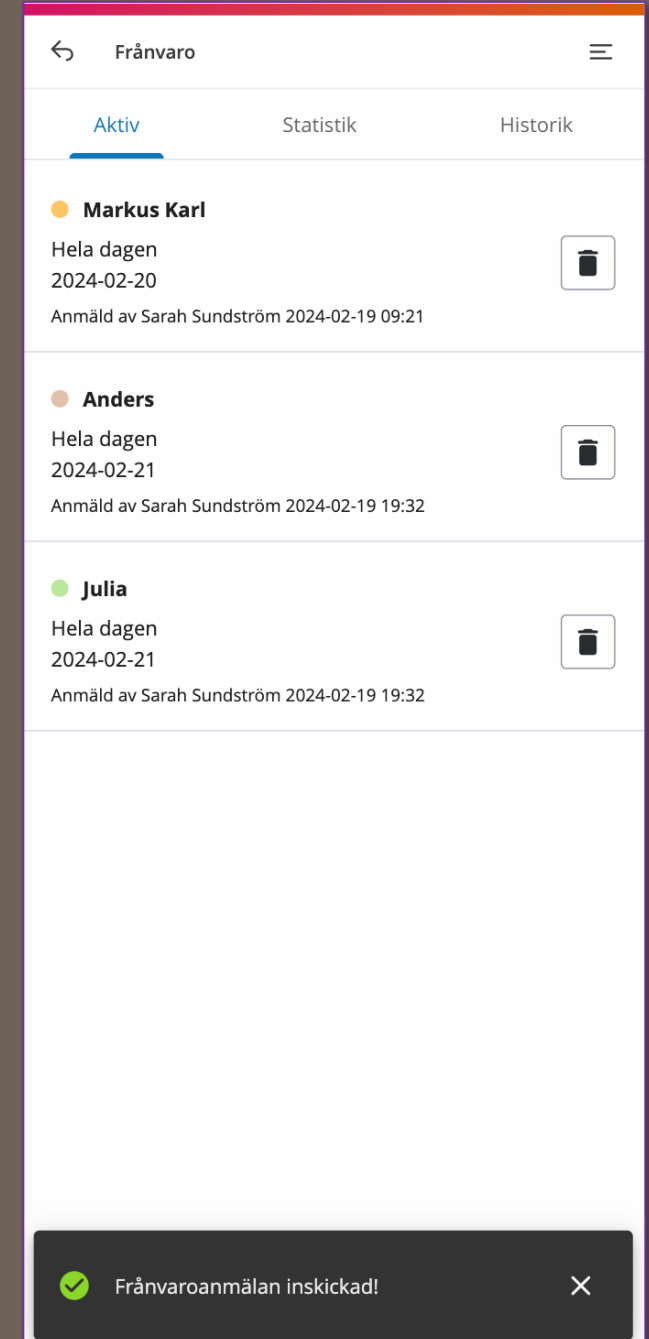 Frånvaro
Aktiv Statistik Historik
Markus Karl
Hela dagen
2024-02-20
Anmäld av Sarah Sundström 2024-02-19 09:21
Anders
Hela dagen
2024-02-21
Anmäld av Sarah Sundström 2024-02-19 19:32
Julia
Hela dagen
2024-02-21
Anmäld av Sarah Sundström 2024-02-19 19:32
Frånvaroanmälan inskickad!